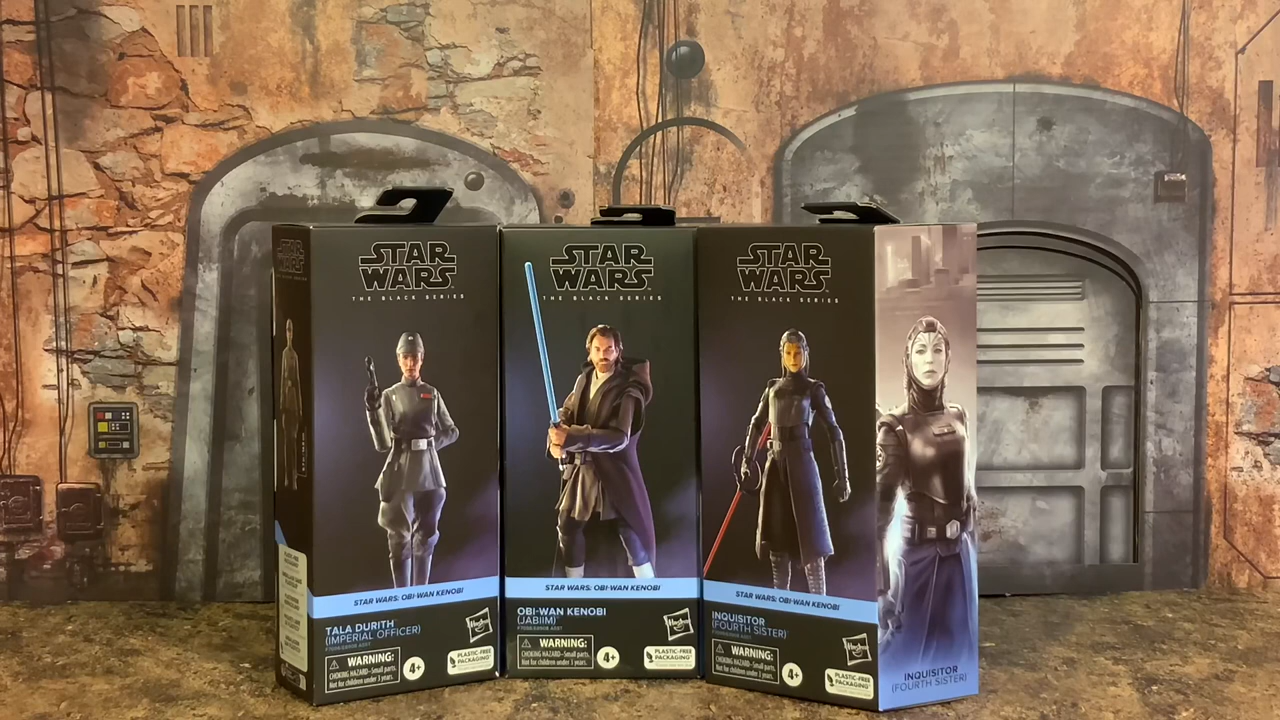 STAR
WARS
THE BLACK SERIES
STAR WARS: OBI-WAN KENOBI
TALA DURITH
(IMPERIAL OFFICER)
WARNING:
CHOKING HAZARD–Small parts.
Not for children under 3 years.
4+
PLASTIC-FREE
PACKAGING
Hasbro
STAR
WARS
THE BLACK SERIES
STAR WARS: OBI-WAN KENOBI
OBI-WAN KENOBI
(JABIIM)
WARNING:
CHOKING HAZARD–Small parts.
Not for children under 3 years.
4+
PLASTIC-FREE
PACKAGING
Hasbro
STAR
WARS
THE BLACK SERIES
STAR WARS: OBI-WAN KENOBI
INQUISITOR
(FOURTH SISTER)
WARNING:
CHOKING HAZARD–Small parts.
Not for children under 3 years.
4+
PLASTIC-FREE
PACKAGING
Hasbro
INQUISITOR
(FOURTH SISTER)